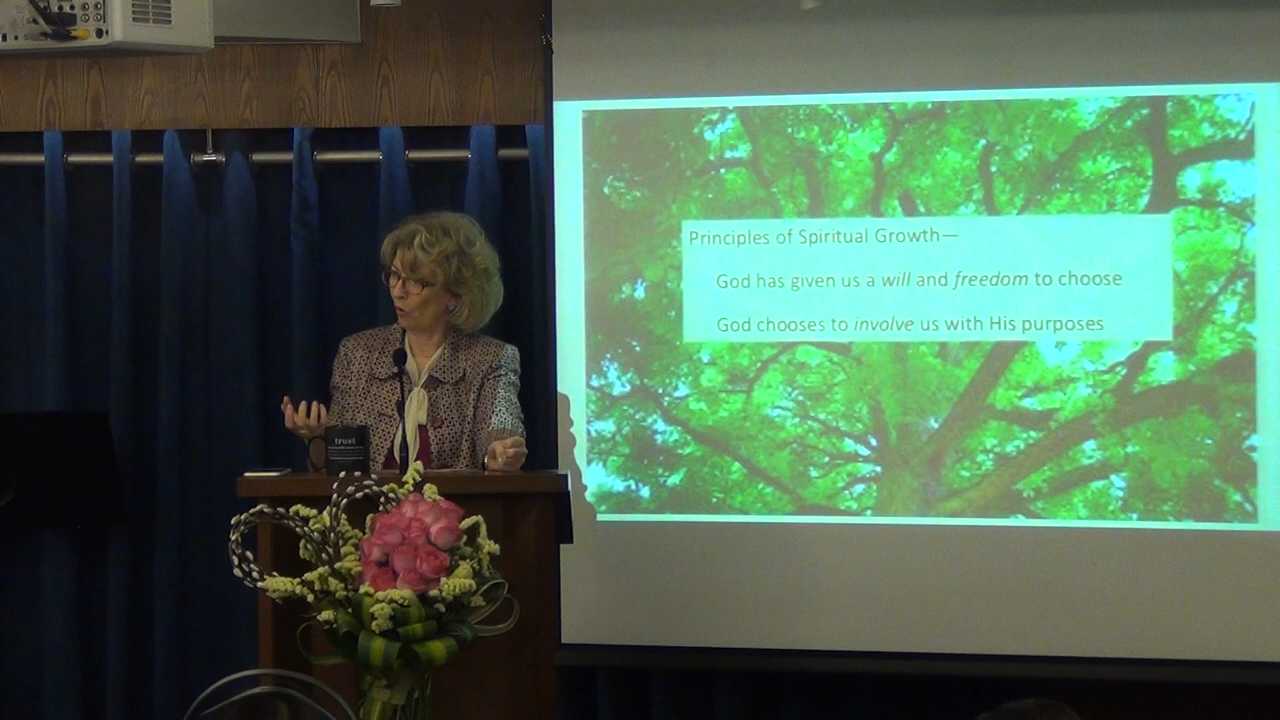 Principles of Spiritual Growth—
God has given us a will and freedom to choose
God chooses to involve us with His purposes
trust